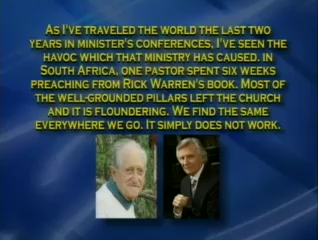 AS I'VE TRAVELED THE WORLD THE LAST TWO
YEARS IN MINISTER'S CONFERENCES, I'VE SEEN THE
HAVOC WHICH THAT MINISTRY HAS CAUSED. IN
SOUTH AFRICA, ONE PASTOR SPENT SIX WEEKS
PREACHING FROM RICK WARREN'S BOOK. MOST OF
THE WELL-GROUNDED PILLARS LEFT THE CHURCH
AND IT IS FLOUNDERING. WE FIND THE SAME
EVERYWHERE WE GO. IT SIMPLY DOES NOT WORK.